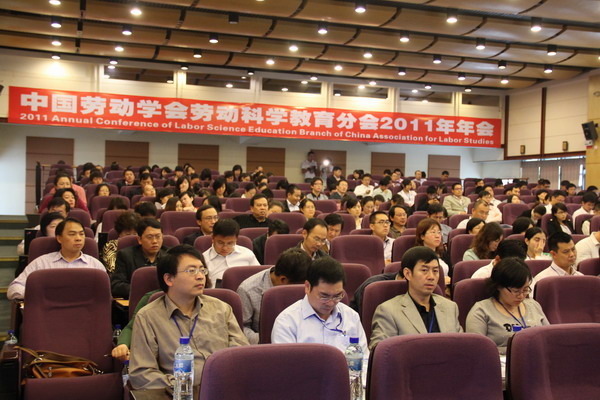 中国劳动学会劳动科学教育分会2011年年会
2011 Annual Conference of Labor Science Education Branch of China Association for Labor Studies